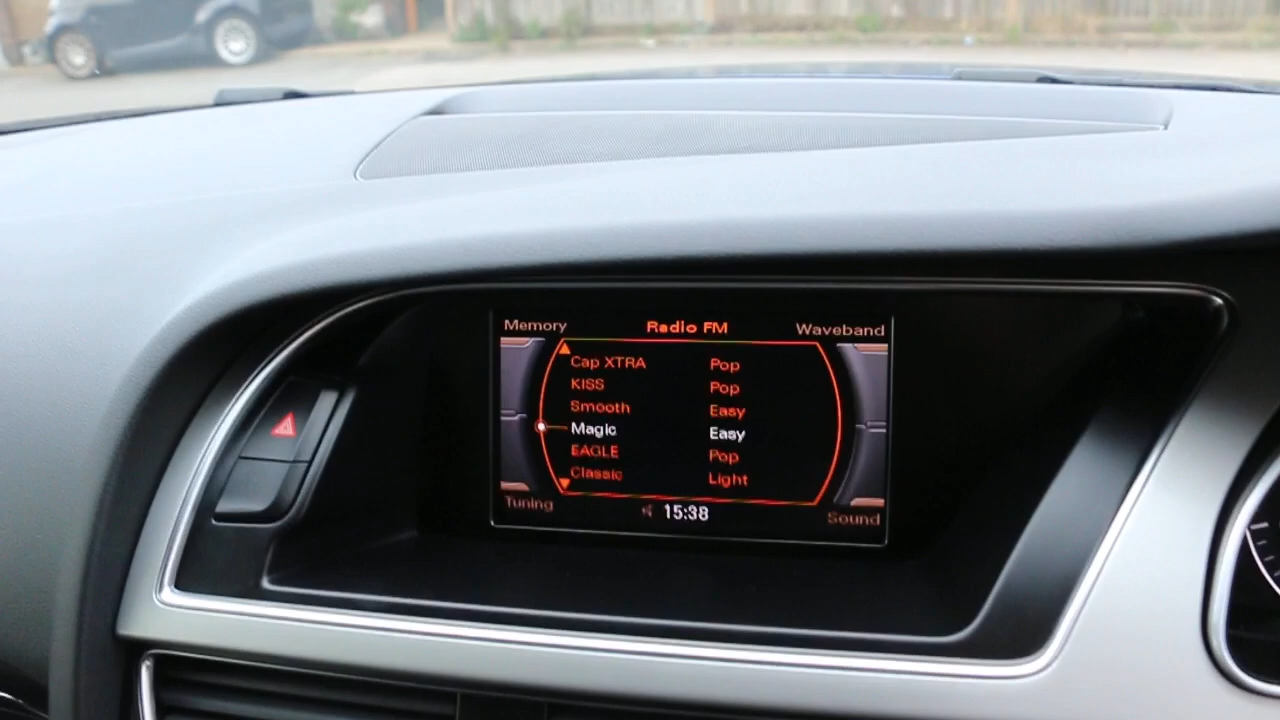 Memory Radio FM Waveband
Cap XTRA Pop
KISS Pop
Smooth Easy
Magic Easy
EAGLE Pop
Classic Light
Tuning 15:38 Sound